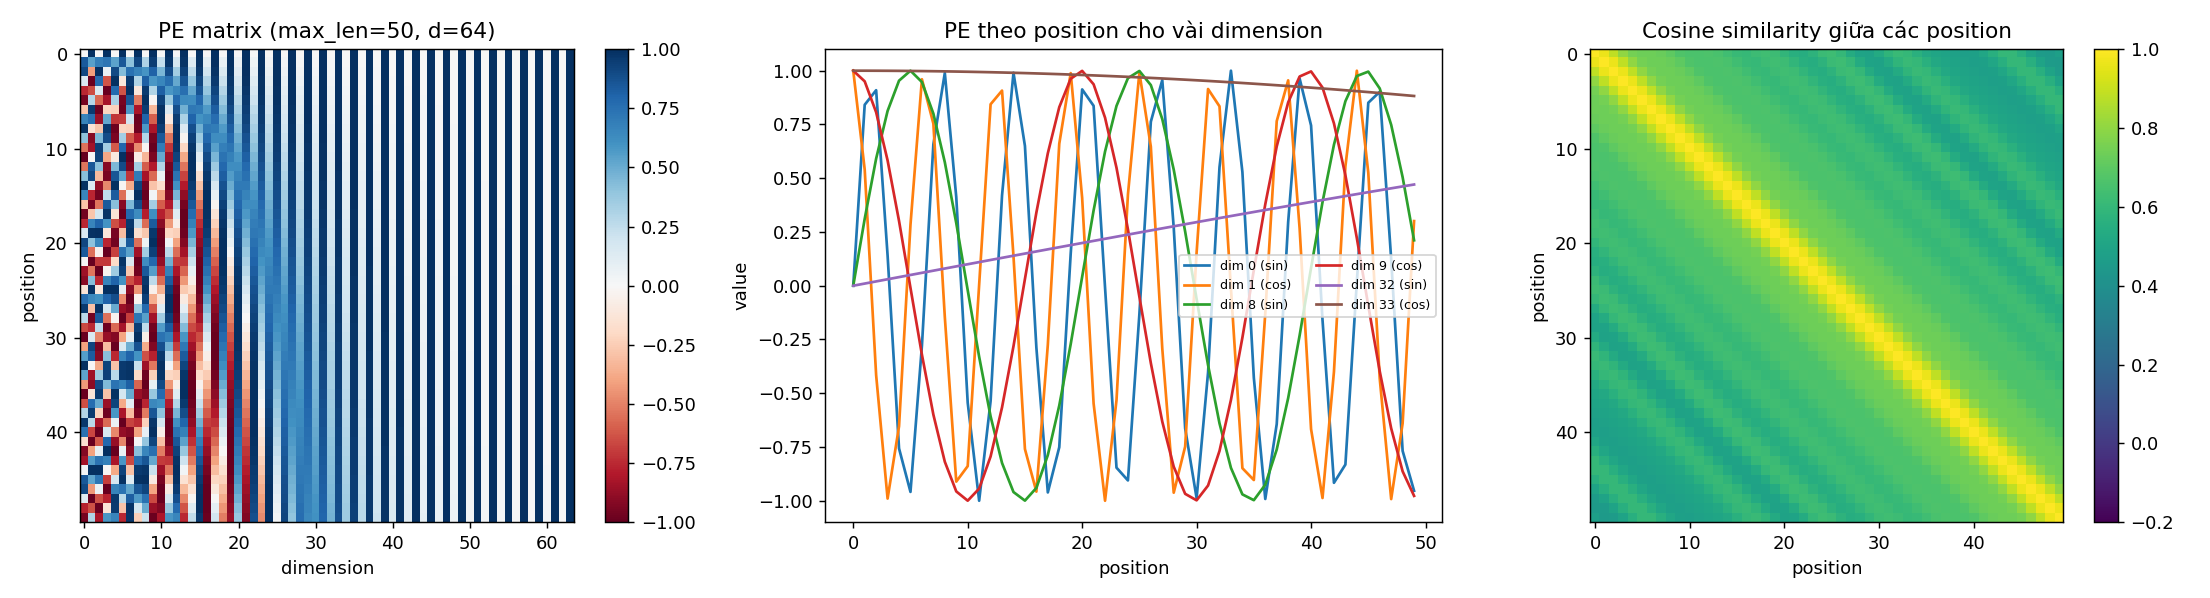 PE matrix (max_len=50, d=64)
0
10
20
30
40
position
0 10 20 30 40 50 60
dimension
1.00
0.75
0.50
0.25
0.00
−0.25
−0.50
−0.75
−1.00
PE theo position cho vài dimension
1.00
0.75
0.50
0.25
0.00
−0.25
−0.50
−0.75
−1.00
value
dim 0 (sin) dim 9 (cos)
dim 1 (cos) dim 32 (sin)
dim 8 (sin) dim 33 (cos)
0 10 20 30 40 50
position
Cosine similarity giữa các position
0
10
20
30
40
position
0 10 20 30 40
position
1.0
0.8
0.6
0.4
0.2
0.0
−0.2